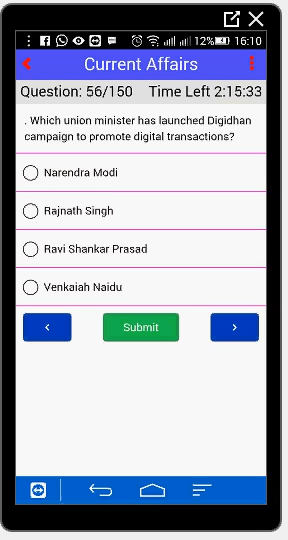 12% 16:10
Current Affairs
Question: 56/150 Time Left 2:15:33
. Which union minister has launched Digidhan
campaign to promote digital transactions?
Narendra Modi
Rajnath Singh
Ravi Shankar Prasad
Venkaiah Naidu
< Submit >